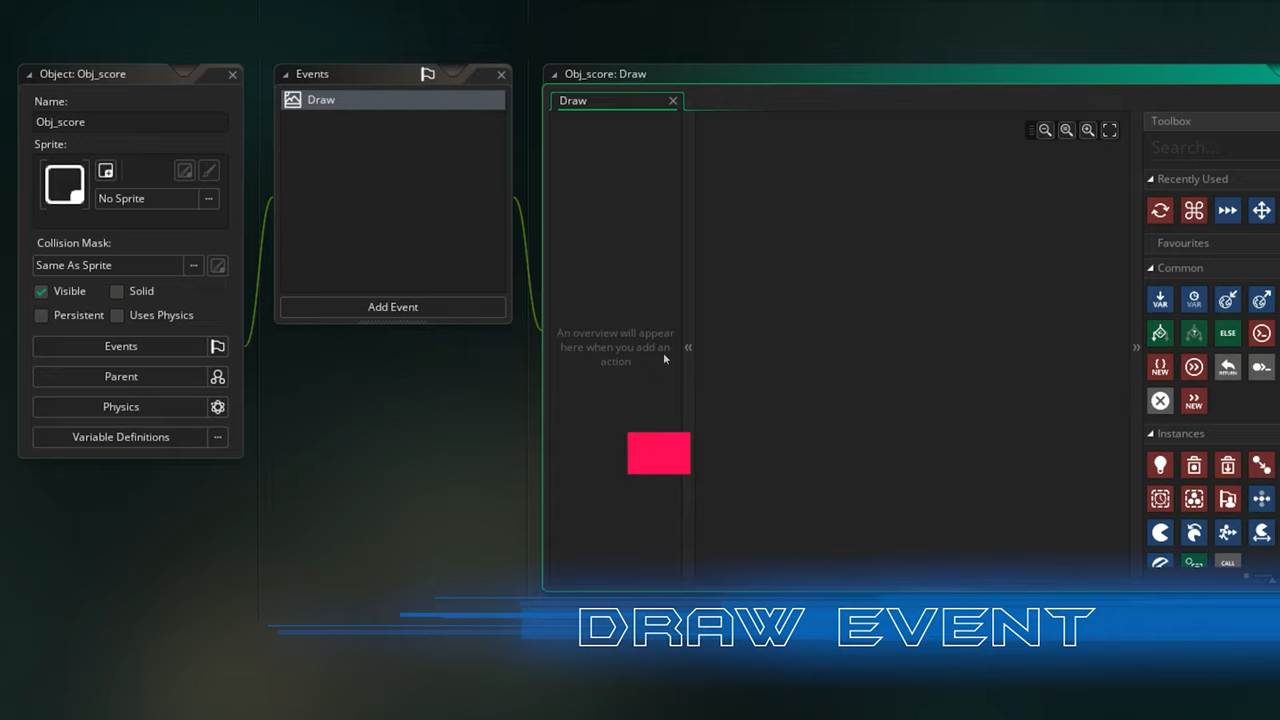 Object: Obj_score
Name:
Obj_score
Sprite:
No Sprite
Collision Mask:
Same As Sprite
Visible
Solid
Persistent
Uses Physics
Events
Parent
Physics
Variable Definitions
Events
Draw
Add Event
Obj_score: Draw
Draw
An overview will appear
here when you add an
action
Toolbox
Search...
Recently Used
Favourites
Common
VAR
VAR
ELSE
NEW
RETURN
NEW
Instances
CALL
DRAW EVENT